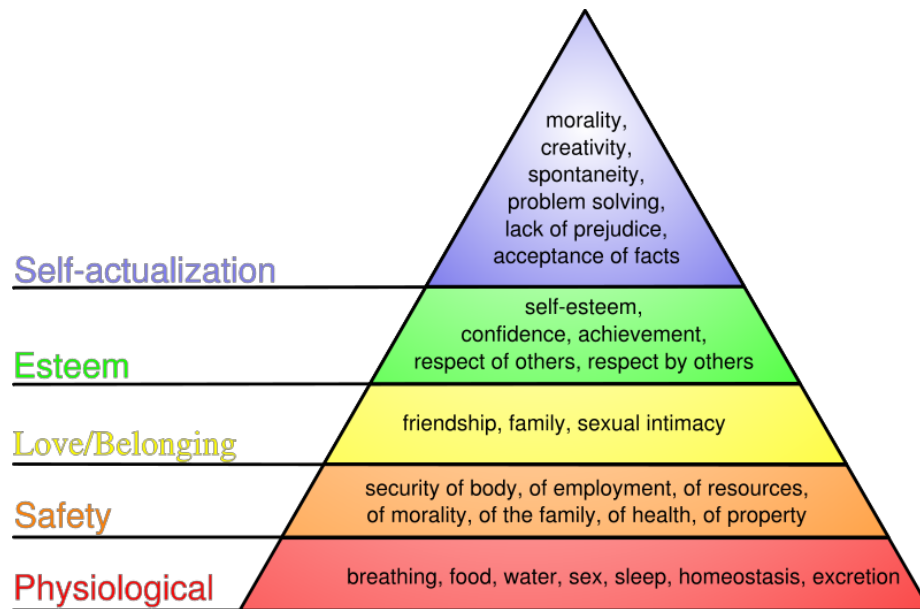 morality,
creativity,
spontaneity,
problem solving,
lack of prejudice,
acceptance of facts
Self-actualization
self-esteem,
confidence, achievement,
respect of others, respect by others
Esteem
friendship, family, sexual intimacy
Love/Belonging
security of body, of employment, of resources,
of morality, of the family, of health, of property
Safety
breathing, food, water, sex, sleep, homeostasis, excretion
Physiological